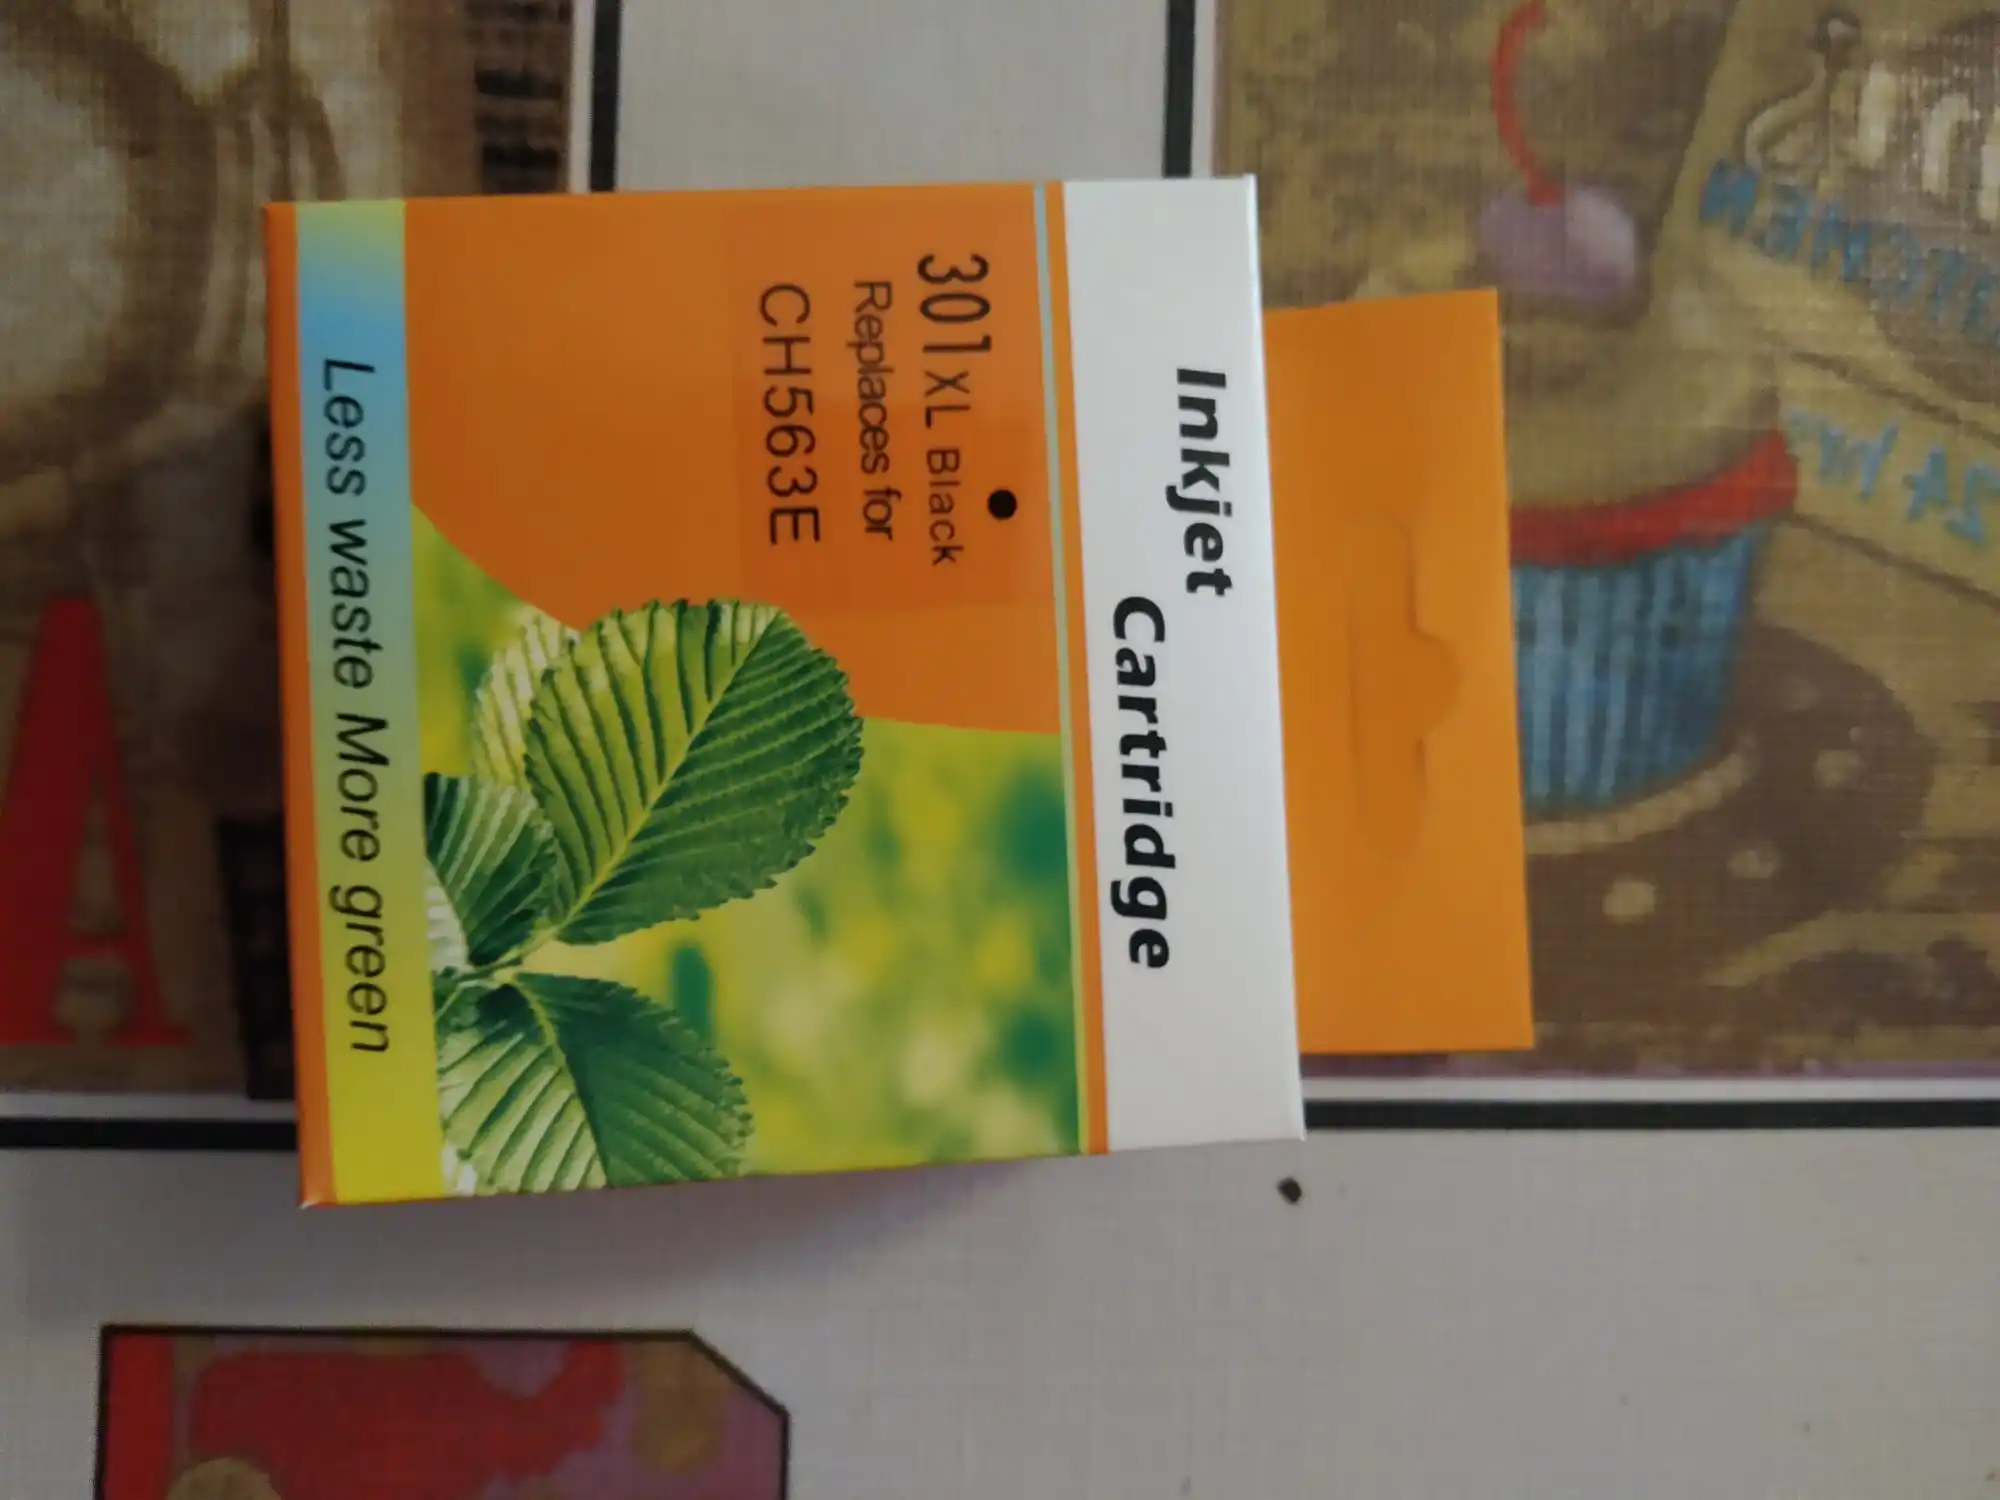 Inkjet
Cartridge
301XL Black
Replaces for
CH563E
Less waste More green
A